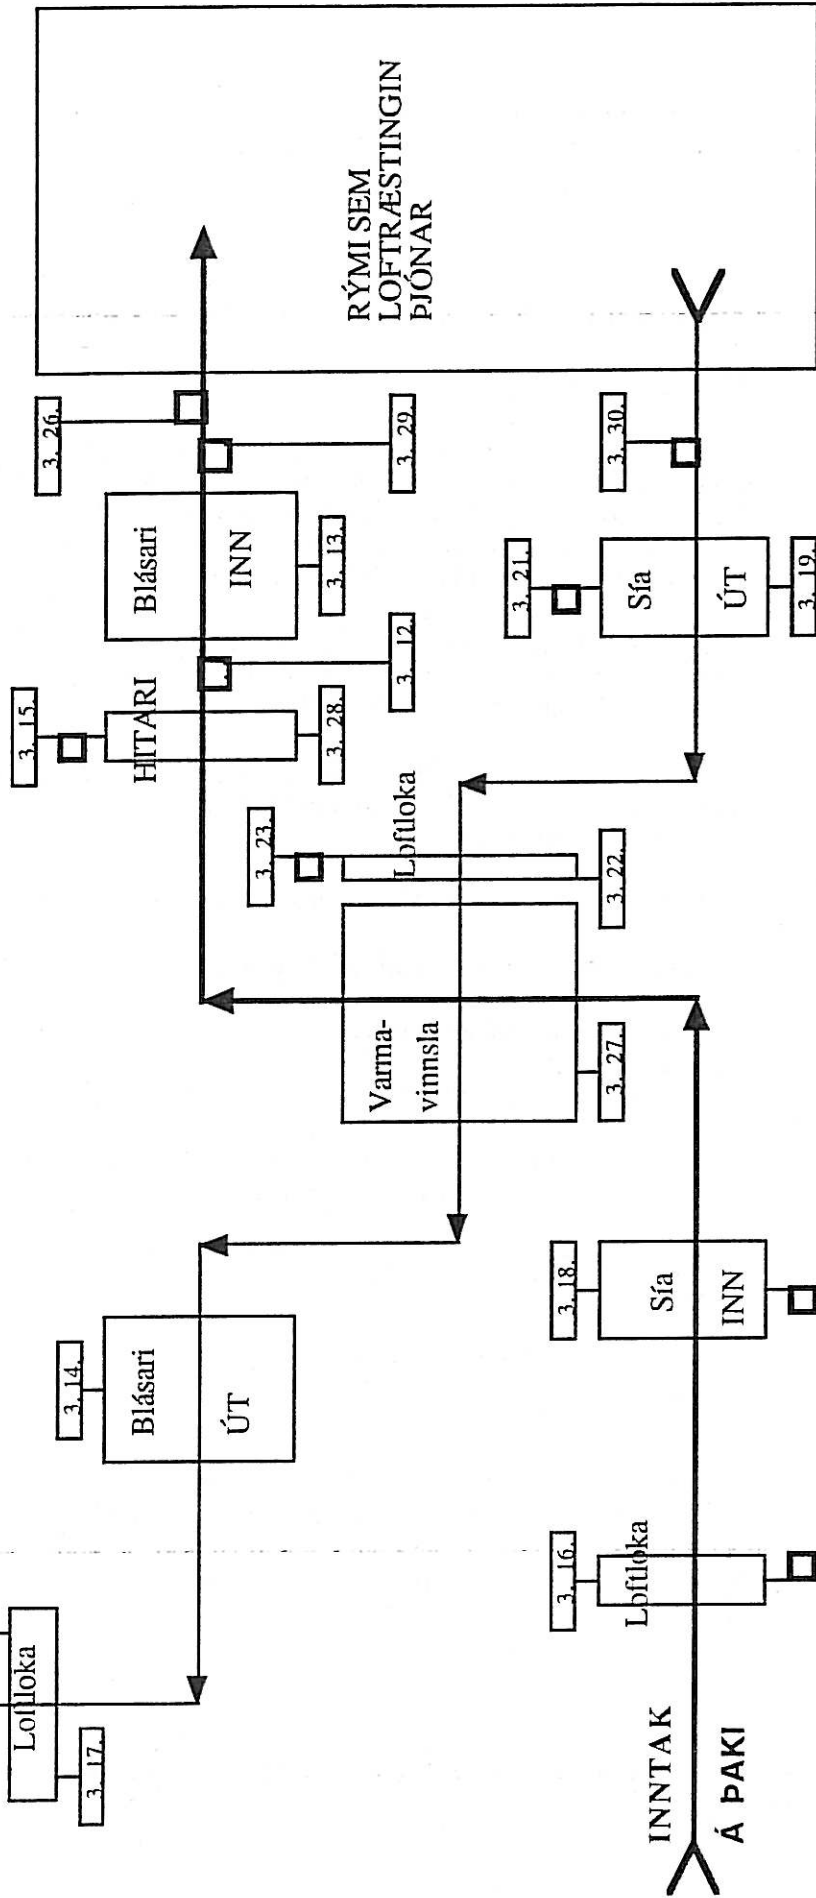 3. 17.
Loftloka
3. 14.
Blásari
ÚT
3. 15.
HITARI
3. 28.
3. 12.
3. 26.
Blásari
INN
3. 13.
3. 29.
RÝMI SEM
LOFTRÆSTINGIN
ÞJÓNAR
Varma-
vinnsla
3. 27.
3. 23.
Loftloka
3. 22.
3. 21.
Sía
ÚT
3. 19.
3. 30.
INNTAK
Á ÞAKI
3. 16.
Loftloka
3. 18.
Sía
INN